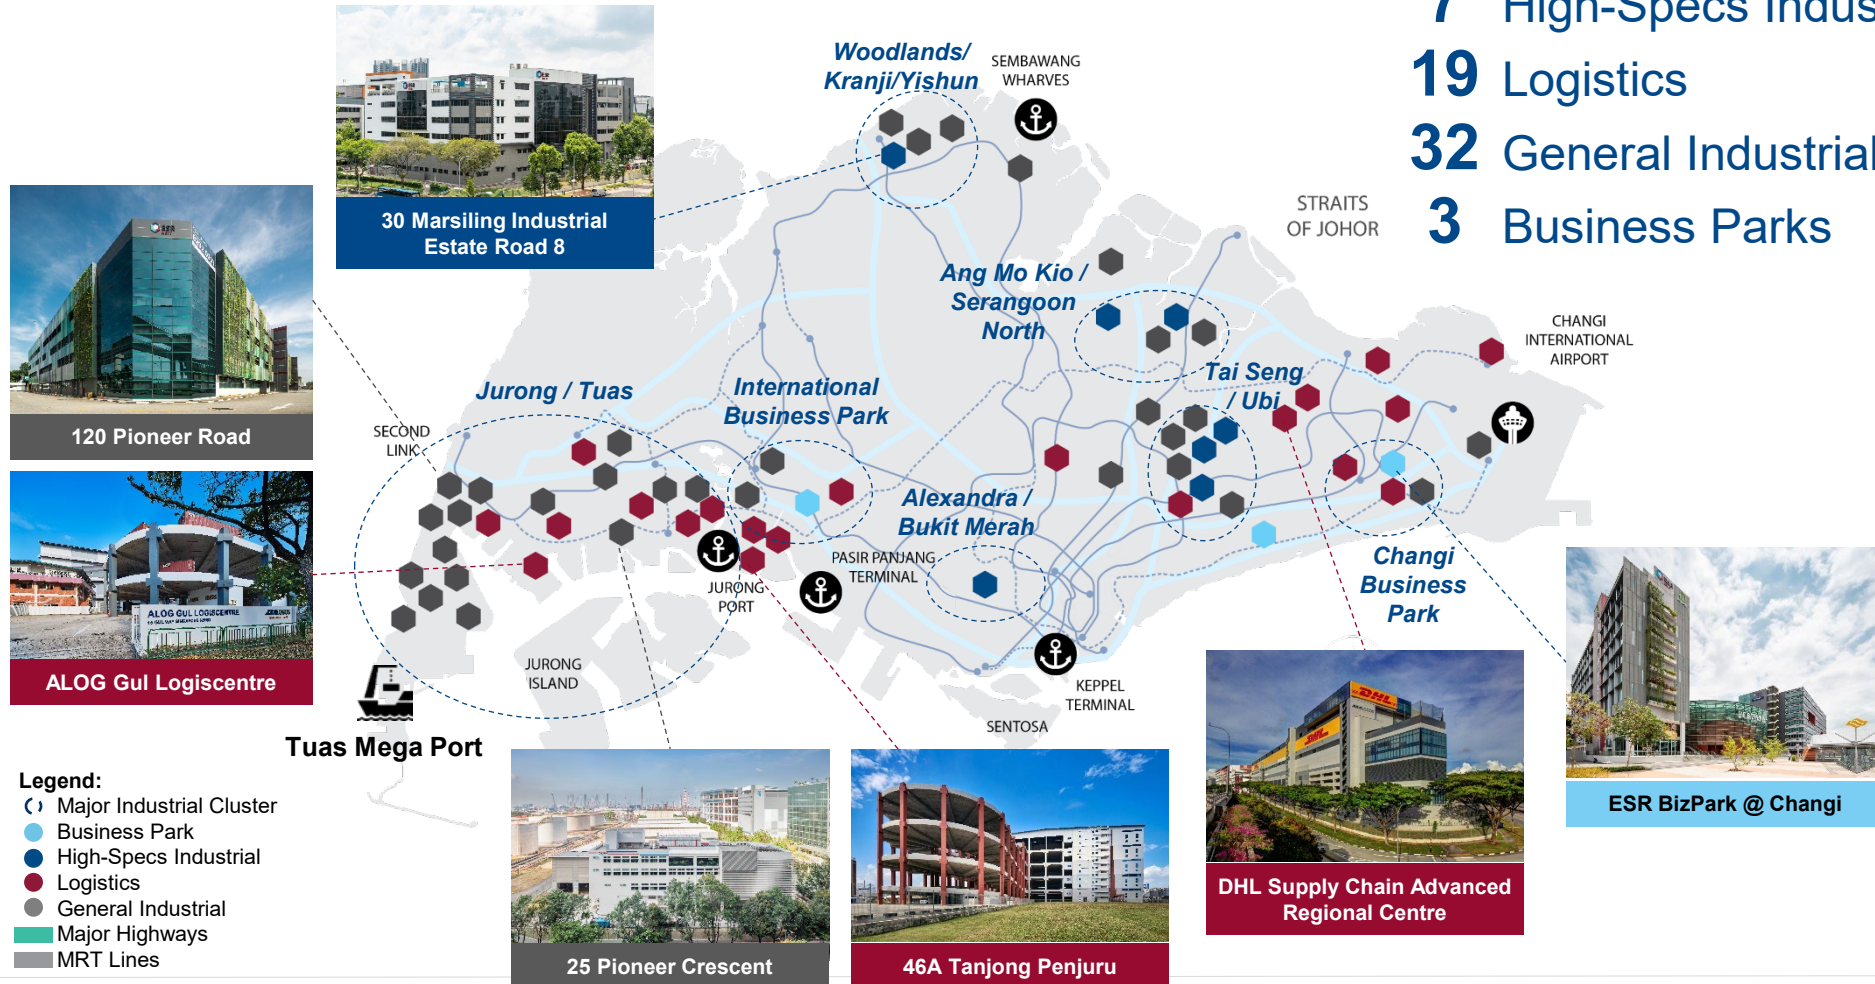 7 High-Specs Indus
19 Logistics
32 General Industrial
3 Business Parks
Woodlands/
Kranji/Yishun
SEMBAWANG
WHARVES
30 Marsiling Industrial
Estate Road 8
STRAITS
OF JOHOR
Ang Mo Kio /
Serangoon
North
CHANGI
INTERNATIONAL
AIRPORT
120 Pioneer Road
Jurong / Tuas
International
Business Park
Tai Seng
/ Ubi
SECOND
LINK
Alexandra /
Bukit Merah
PASIR PANJANG
TERMINAL
JURONG
PORT
Changi
Business
Park
ALOG GUL LOGISCENTRE
ALOG Gul Logiscentre
JURONG
ISLAND
KEPPEL
TERMINAL
SENTOSA
Tuas Mega Port
DHL
DHL
DHL Supply Chain Advanced
Regional Centre
ESR BizPark @ Changi
Legend:
Major Industrial Cluster
Business Park
High-Specs Industrial
Logistics
General Industrial
Major Highways
MRT Lines
25 Pioneer Crescent
46A Tanjong Penjuru